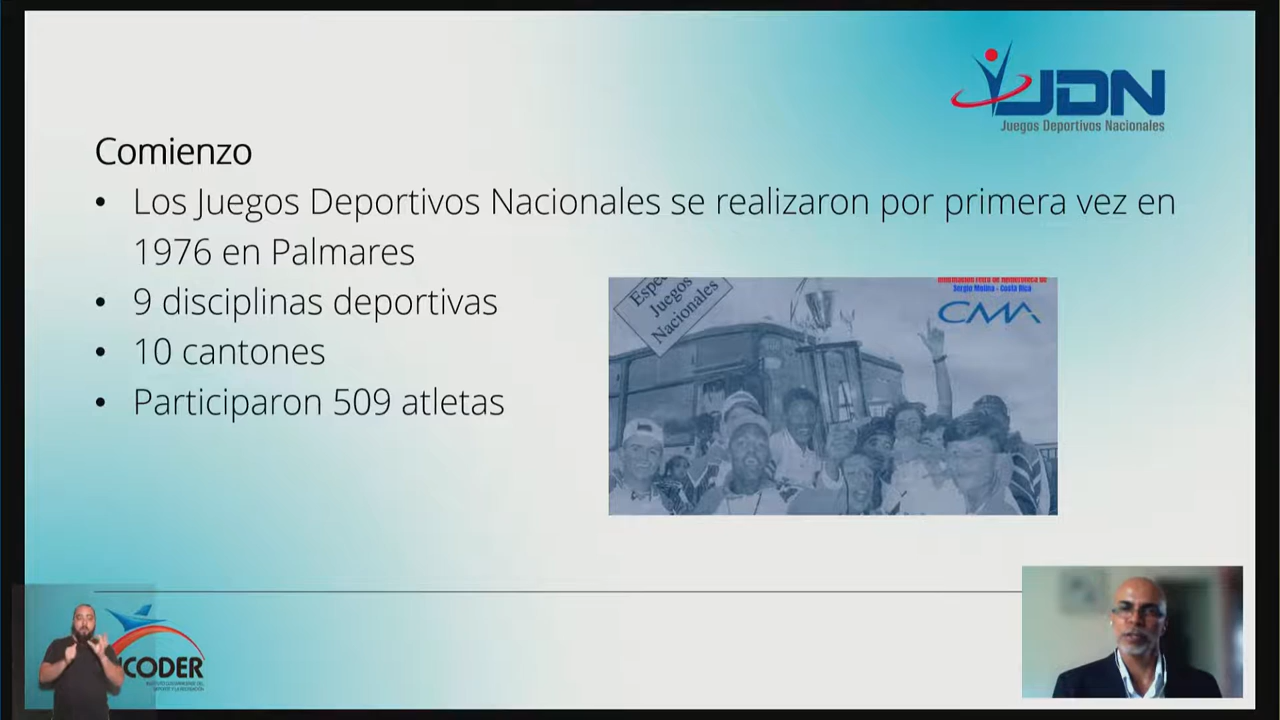 JDN
Juegos Deportivos Nacionales
Comienzo
• Los Juegos Deportivos Nacionales se realizaron por primera vez en
1976 en Palmares
• 9 disciplinas deportivas
• 10 cantones
• Participaron 509 atletas
Juegos
Nacionales
Sergio Molina - Costa Rica
CMA
CODER